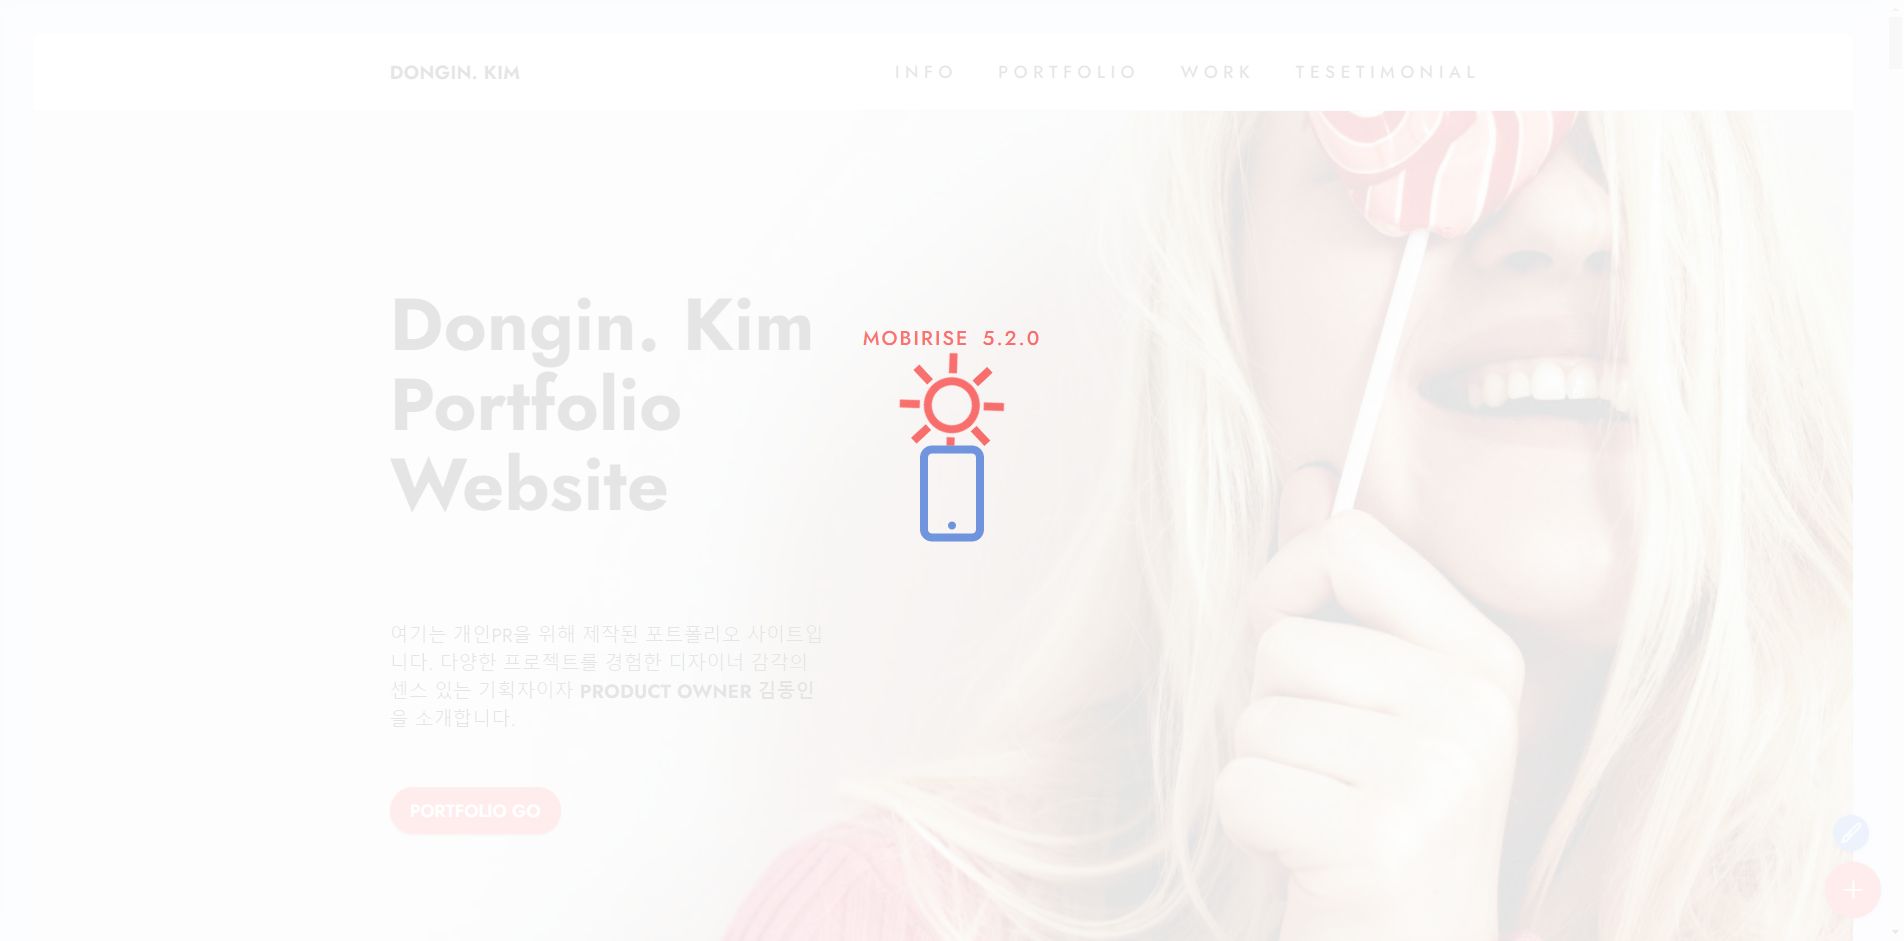 DONGIN. KIM
INFO PORTFOLIO WORK TESETIMONIAL
Dongin. Kim
Portfolio
Website
MOBIRISE 5.2.0
여기는 개인PR을 위해 제작된 포트폴리오 사이트입
니다. 다양한 프로젝트를 경험한 디자이너 감각의
센스 있는 기획자이자 PRODUCT OWNER 김동인
을 소개합니다.
PORTFOLIO GO